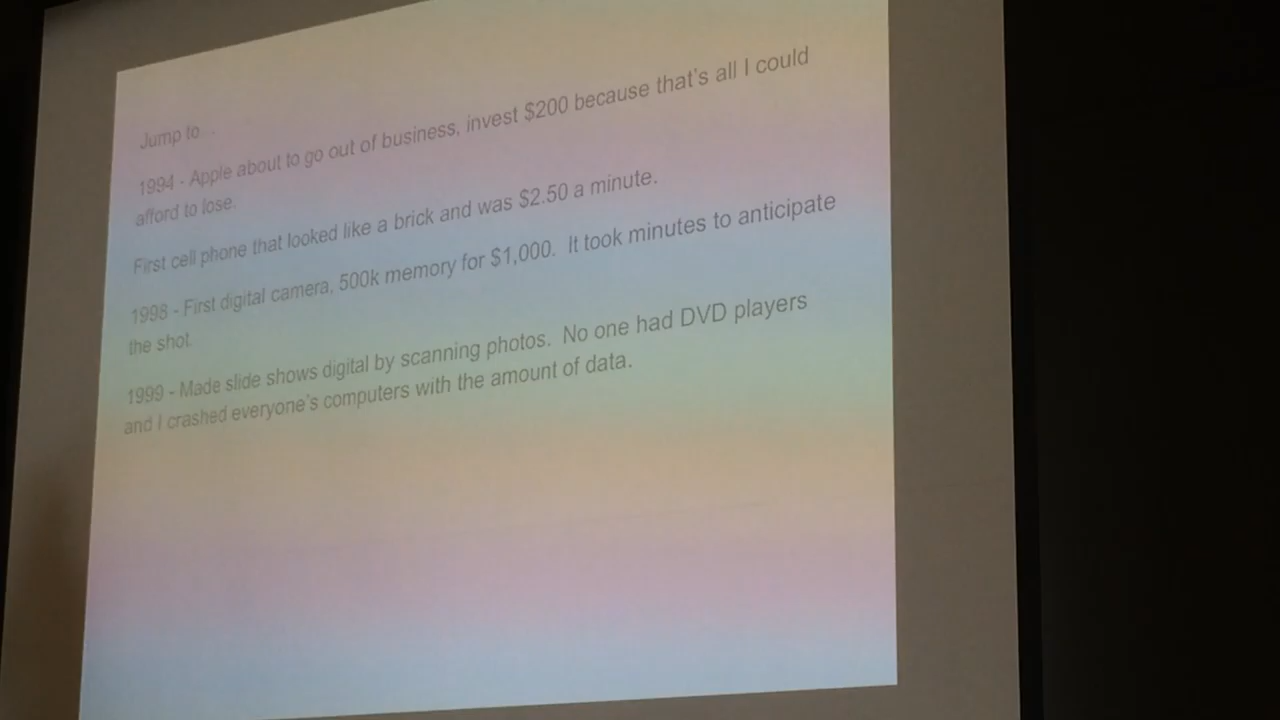 Jump to . .
1994 - Apple about to go out of business, invest $200 because that's all I could
afford to lose.
First cell phone that looked like a brick and was $2.50 a minute.
1998 - First digital camera, 500k memory for $1,000. It took minutes to anticipate
the shot.
1999 - Made slide shows digital by scanning photos. No one had DVD players
and I crashed everyone's computers with the amount of data.